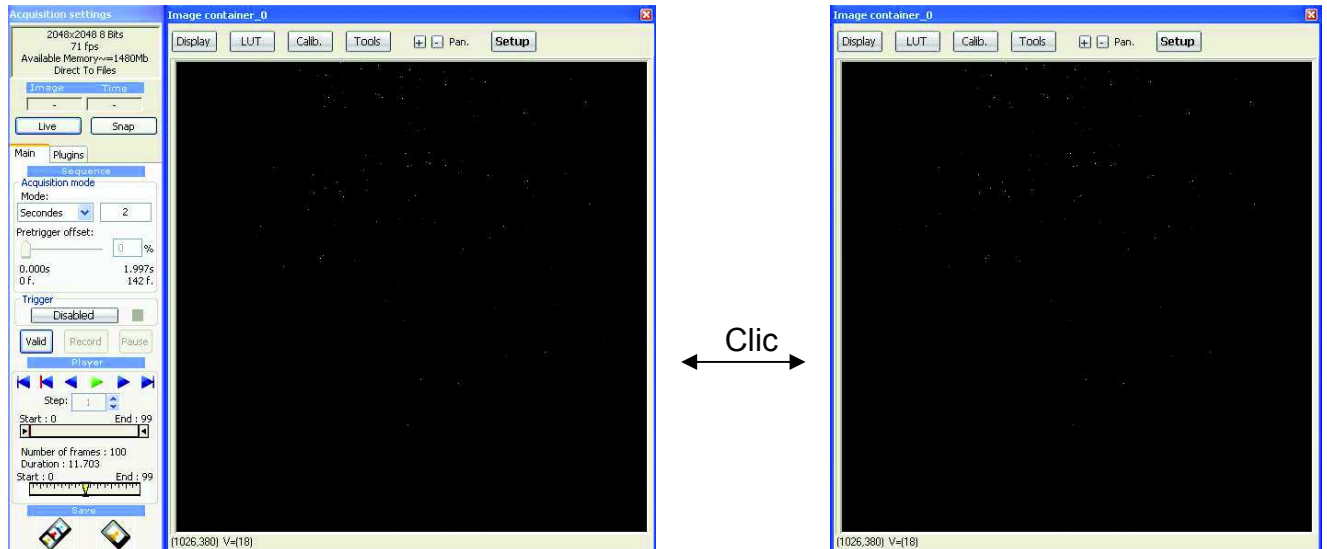 Acquisition settings
2048x2048 8 Bits
71 fps
Available Memory~=1480Mb
Direct To Files
Image Time
- -
Live Snap
Main Plugins
Sequence
Acquisition mode
Mode:
Secondes 2
Pretrigger offset:
0 %
0.000s 1.997s
0 f. 142 f.
Trigger
Disabled
Valid Record Pause
Player
Step: 1
Start : 0 End : 99
Number of frames : 100
Duration : 11.703
Start : 0 End : 99
Save
Image container_0
Display LUT Calib. Tools + - Pan. Setup
(1026,380) V=(18)
Clic
Image container_0
Display LUT Calib. Tools + - Pan. Setup
(1026,380) V=(18)